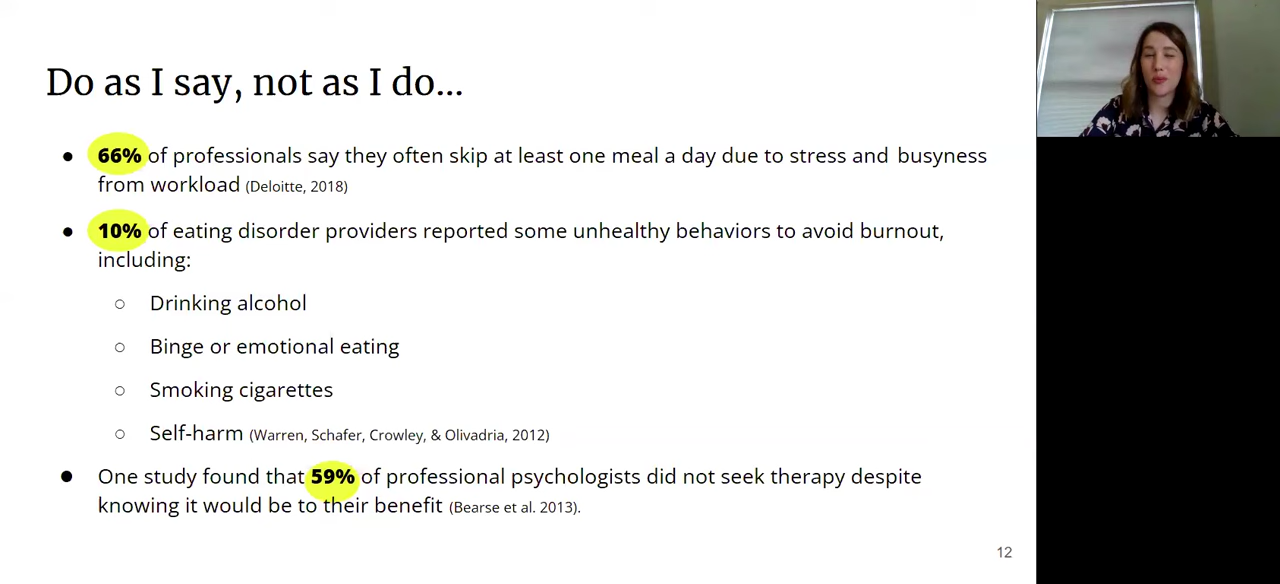 Do as I say, not as I do...
● 66% of professionals say they often skip at least one meal a day due to stress and busyness
from workload (Deloitte, 2018)
● 10% of eating disorder providers reported some unhealthy behaviors to avoid burnout,
including:
○ Drinking alcohol
○ Binge or emotional eating
○ Smoking cigarettes
○ Self-harm (Warren, Schafer, Crowley, & Olivadria, 2012)
● One study found that 59% of professional psychologists did not seek therapy despite
knowing it would be to their benefit (Bearse et al. 2013).
12